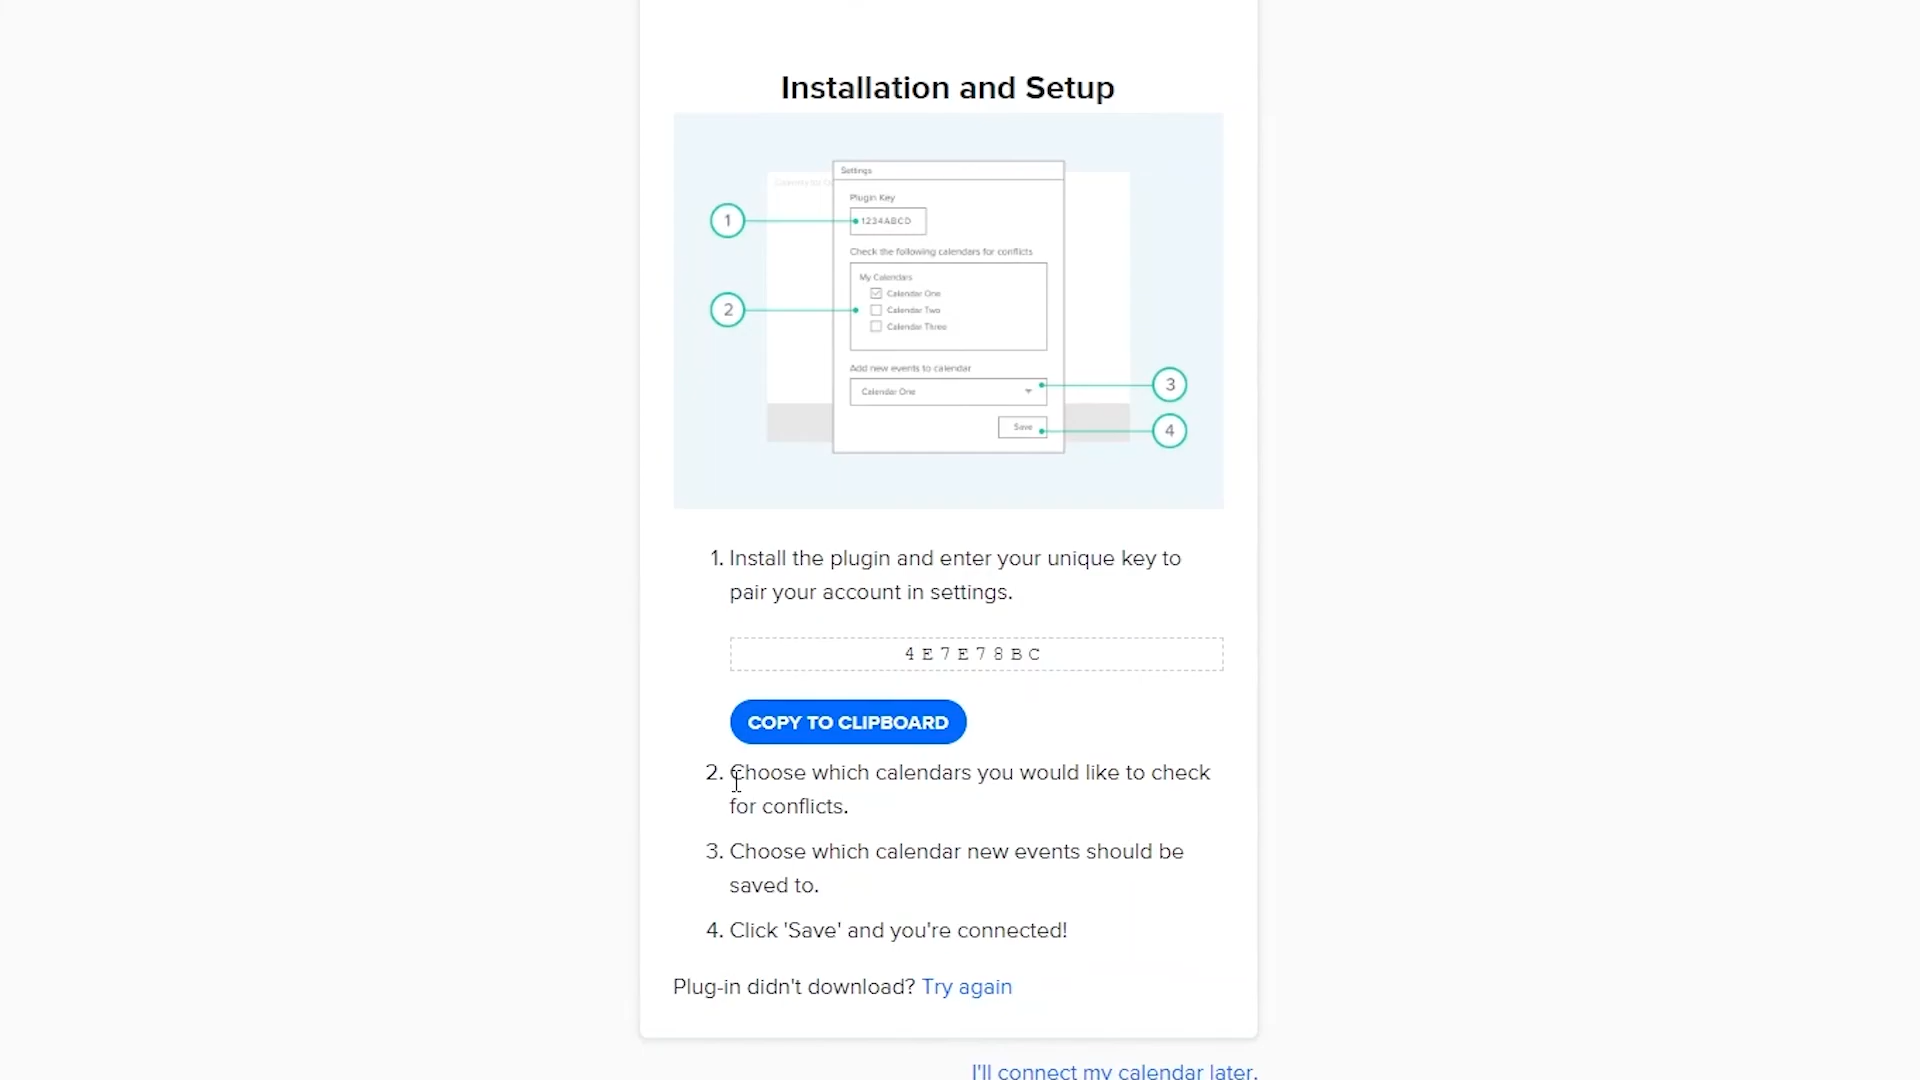 Installation and Setup
Settings
Plugin Key
1234ABCD
1
Check the following calendars for conflicts
My Calendars
Calendar One
2
Calendar Two
Calendar Three
Add new events to calendar
3
Calendar One
Save
4
1. Install the plugin and enter your unique key to
pair your account in settings.
4E7E78BC
COPY TO CLIPBOARD
2. Choose which calendars you would like to check
for conflicts.
3. Choose which calendar new events should be
saved to.
4. Click 'Save' and you're connected!
Plug-in didn't download? Try again
I'll connect my calendar later.